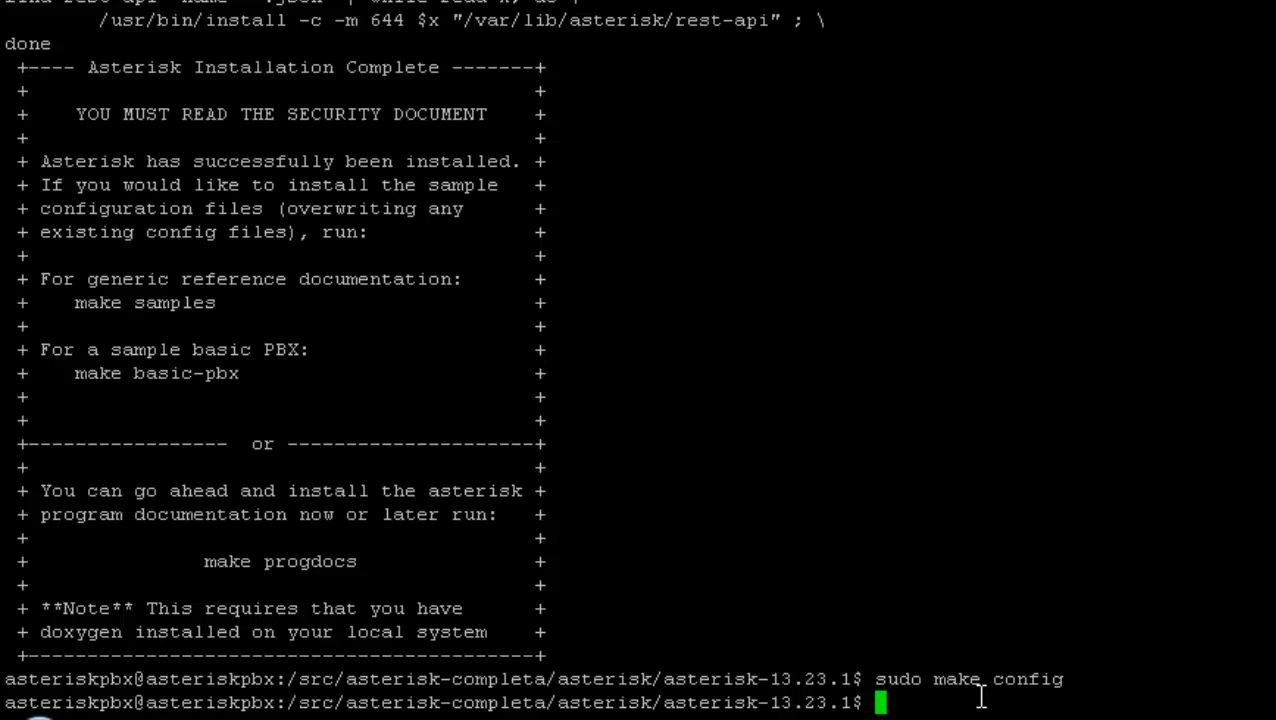 /usr/bin/install -c -m 644 $x "/var/lib/asterisk/rest-api" ; \
done
+---- Asterisk Installation Complete -------+
+ +
+ YOU MUST READ THE SECURITY DOCUMENT +
+ +
+ Asterisk has successfully been installed. +
+ If you would like to install the sample +
+ configuration files (overwriting any +
+ existing config files), run: +
+ +
+ For generic reference documentation: +
+ make samples +
+ +
+ For a sample basic PBX: +
+ make basic-pbx +
+ +
+ +
+----------------- or ---------------------+
+ +
+ You can go ahead and install the asterisk +
+ program documentation now or later run: +
+ +
+ make progdocs +
+ +
+ **Note** This requires that you have +
+ doxygen installed on your local system +
+-------------------------------------------+
asteriskpbx@asteriskpbx:/src/asterisk-completa/asterisk/asterisk-13.23.1$ sudo make config
asteriskpbx@asteriskpbx:/src/asterisk-completa/asterisk/asterisk-13.23.1$